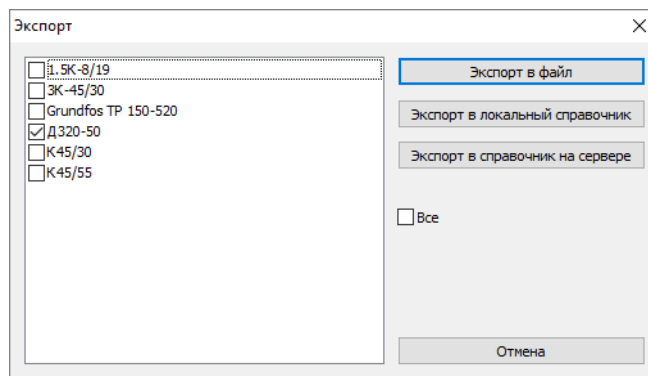 Экспорт
1.5К-8/19
3К-45/30
Grundfos TP 150-520
Д320-50
К45/30
К45/55
Экспорт в файл
Экспорт в локальный справочник
Экспорт в справочник на сервере
Все
Отмена